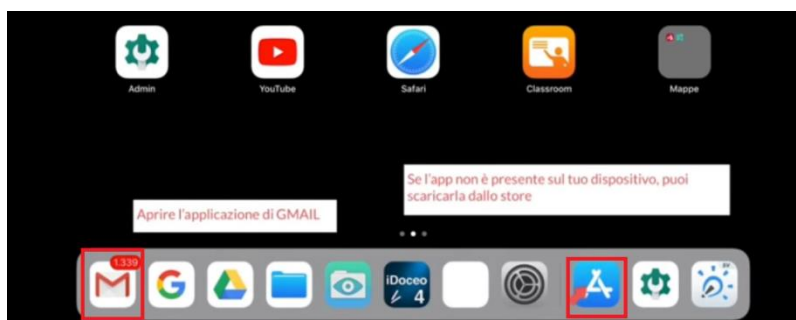 Admin
YouTube
Safari
Classroom
Mappe
Se l'app non è presente sul tuo dispositivo, puoi
scaricarla dallo store
Aprire l'applicazione di GMAIL
1.339
iDoceo
4